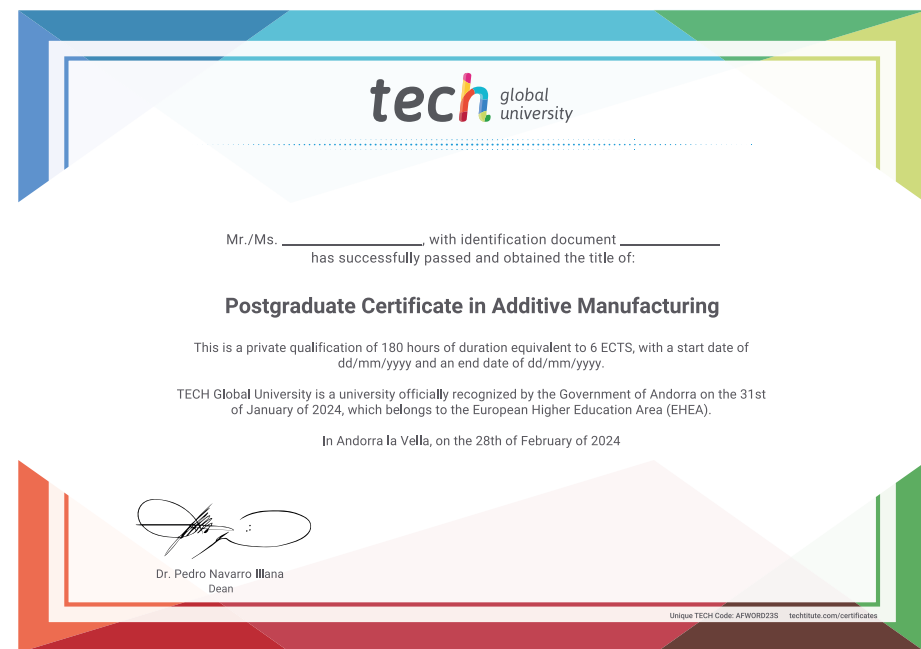 tech global
university
Mr./Ms. ____________________, with identification document ______________
has successfully passed and obtained the title of:
Postgraduate Certificate in Additive Manufacturing
This is a private qualification of 180 hours of duration equivalent to 6 ECTS, with a start date of
dd/mm/yyyy and an end date of dd/mm/yyyy.
TECH Global University is a university officially recognized by the Government of Andorra on the 31st
of January of 2024, which belongs to the European Higher Education Area (EHEA).
In Andorra la Vella, on the 28th of February of 2024
Dr. Pedro Navarro Illana
Dean
Unique TECH Code: AFWORD23S techtitute.com/certificates